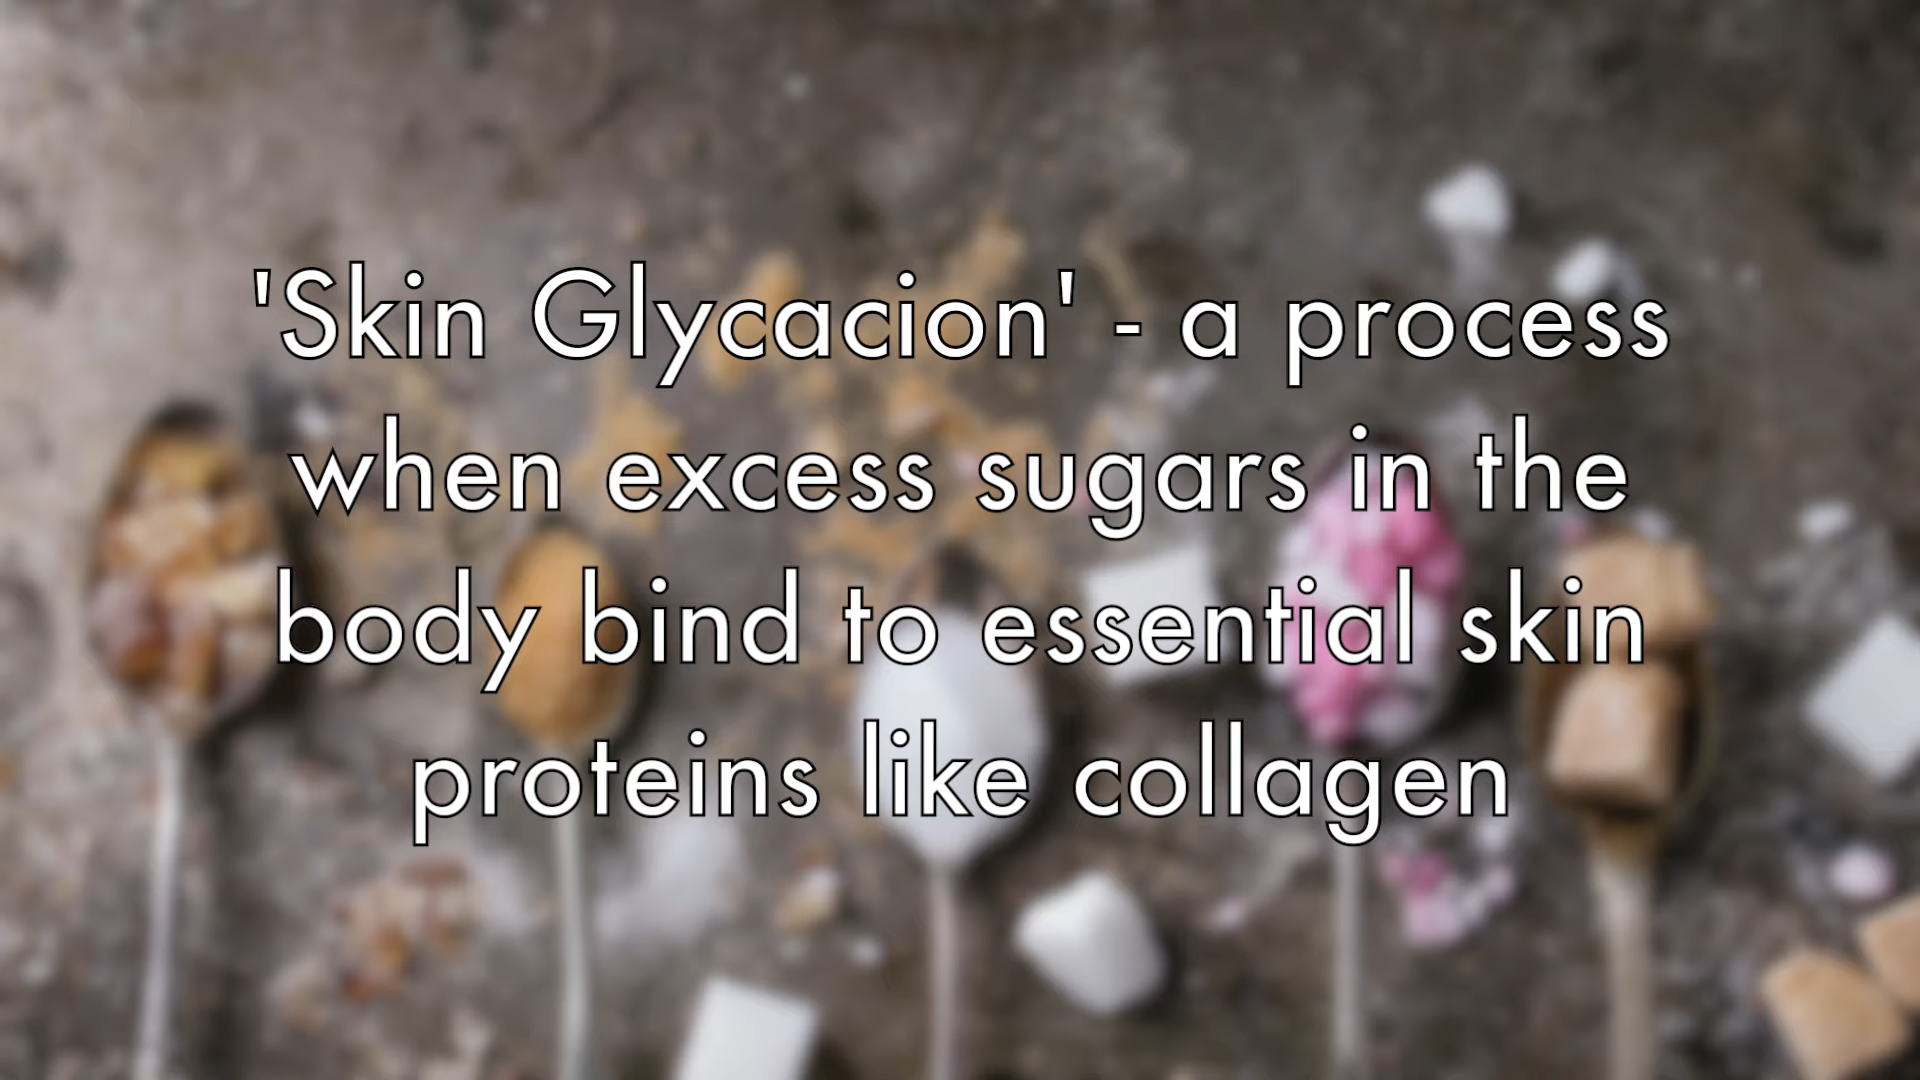 'Skin Glycacion' - a process
when excess sugars in the
body bind to essential skin
proteins like collagen